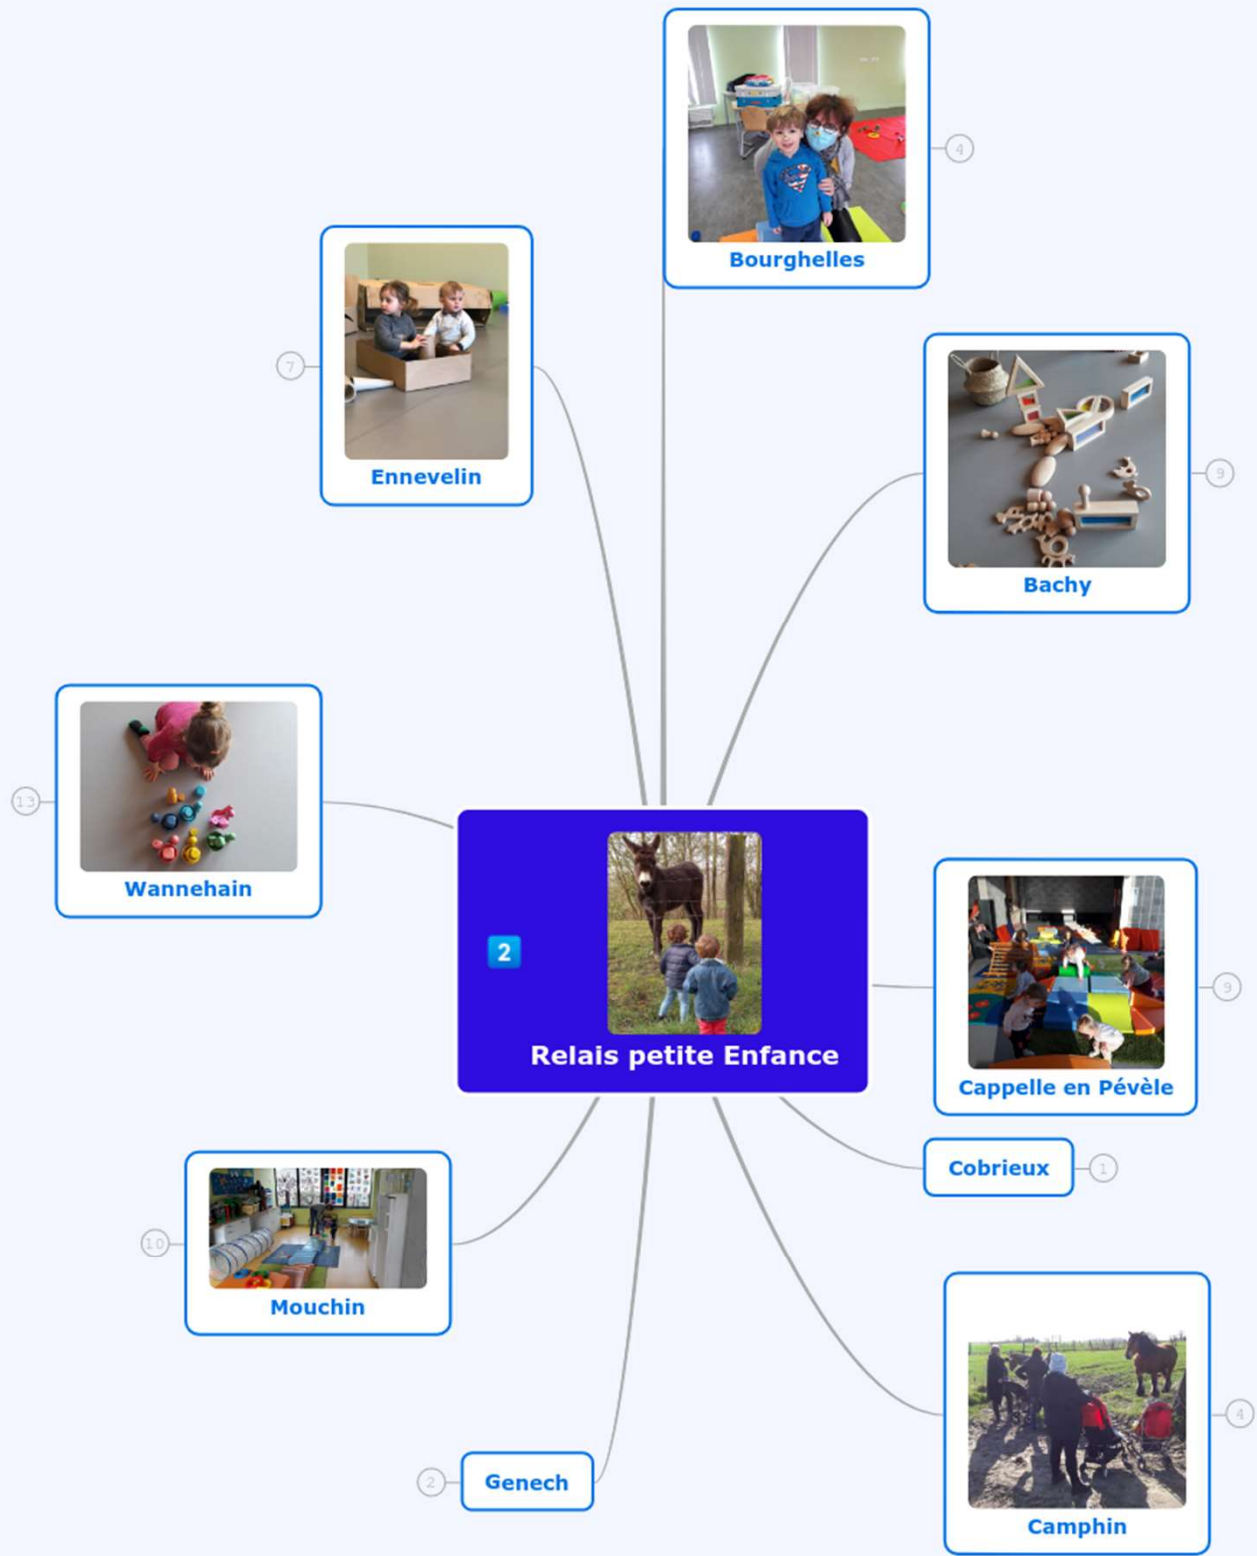 Bourghelles
4
Ennevelin
7
Bachy
9
Wannehain
13
2
Relais petite Enfance
Cappelle en Pévèle
9
Cobrieux
1
Mouchin
10
Genech
2
Camphin
4